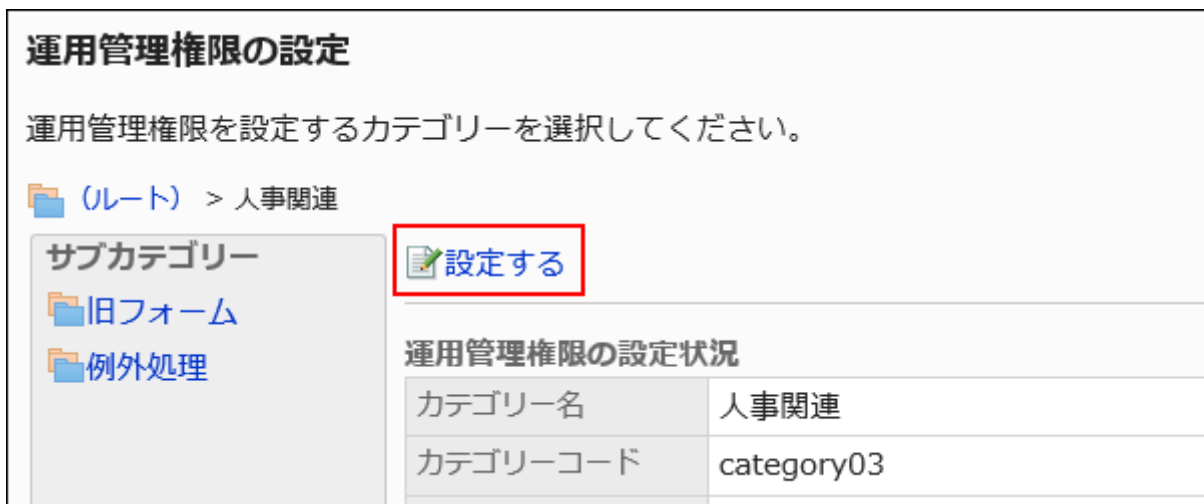 運用管理権限の設定
運用管理権限を設定するカテゴリーを選択してください。
（ルート） > 人事関連
サブカテゴリー
旧フォーム
例外処理
設定する
運用管理権限の設定状況
カテゴリー名 人事関連
カテゴリーコード category03